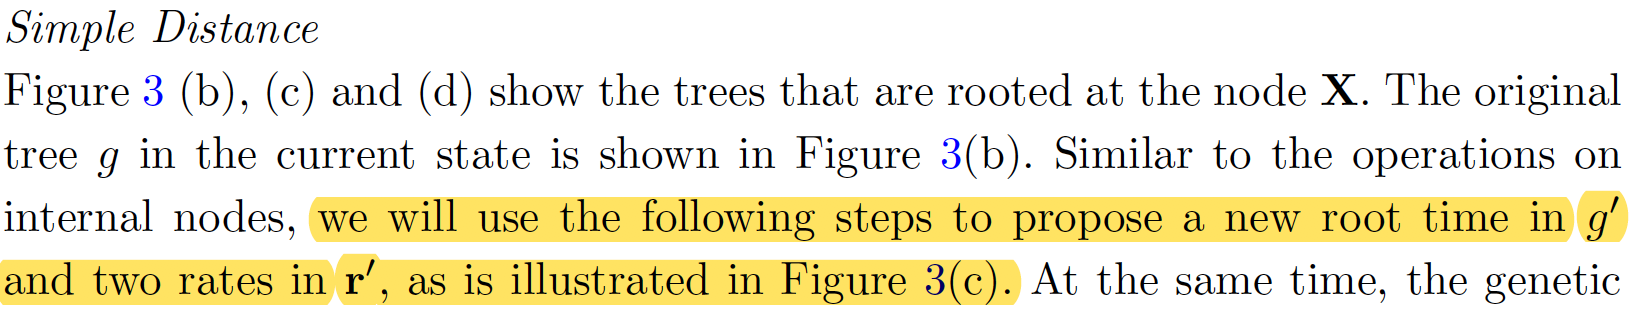 Simple Distance
Figure 3 (b), (c) and (d) show the trees that are rooted at the node X. The original
tree g in the current state is shown in Figure 3(b). Similar to the operations on
internal nodes, we will use the following steps to propose a new root time in g′
and two rates in r′, as is illustrated in Figure 3(c). At the same time, the genetic